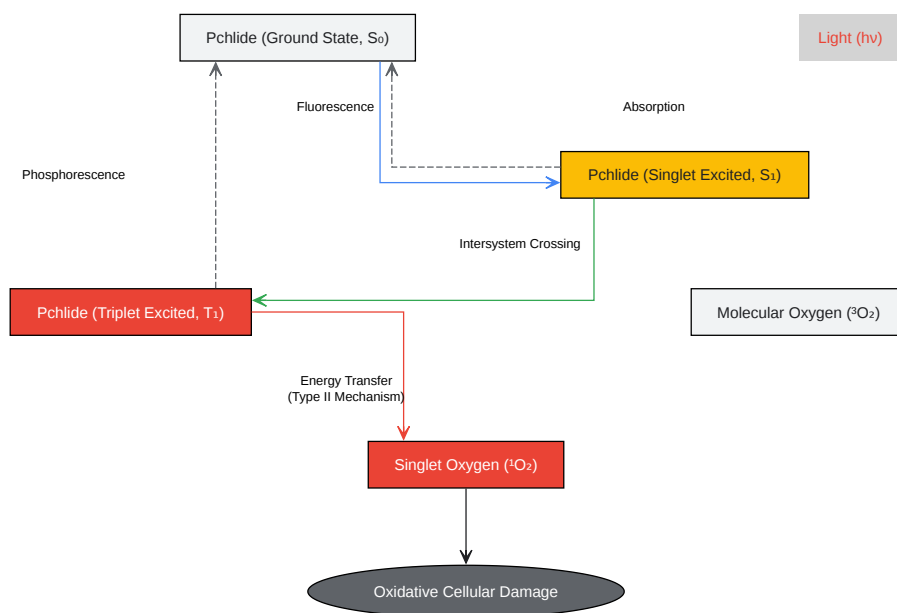 Pchlide (Ground State, S₀)
Light (hν)
Fluorescence
Absorption
Phosphorescence
Pchlide (Singlet Excited, S₁)
Intersystem Crossing
Pchlide (Triplet Excited, T₁)
Molecular Oxygen (³O₂)
Energy Transfer
(Type II Mechanism)
Singlet Oxygen (¹O₂)
Oxidative Cellular Damage